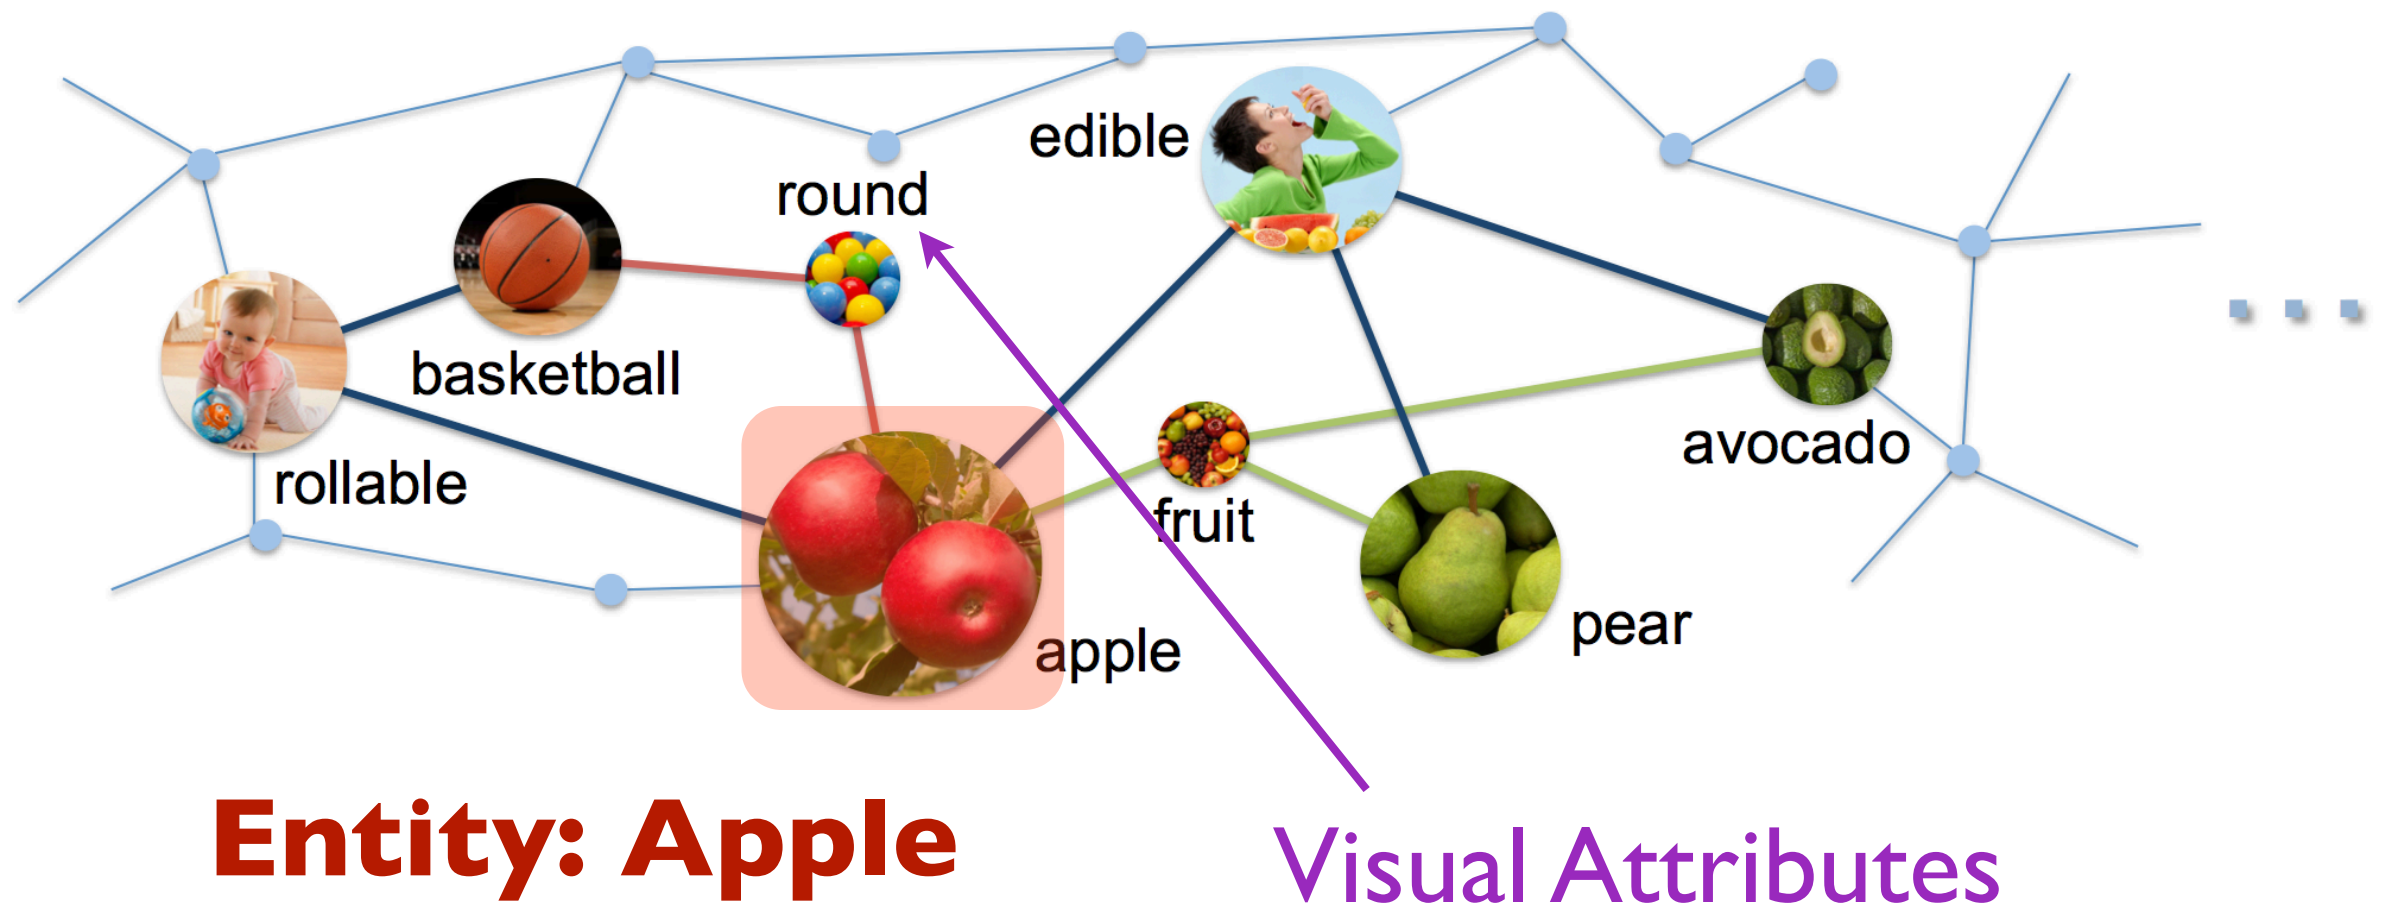 edible
round
basketball
rollable
avocado
fruit
pear
apple
...
Entity: Apple
Visual Attributes